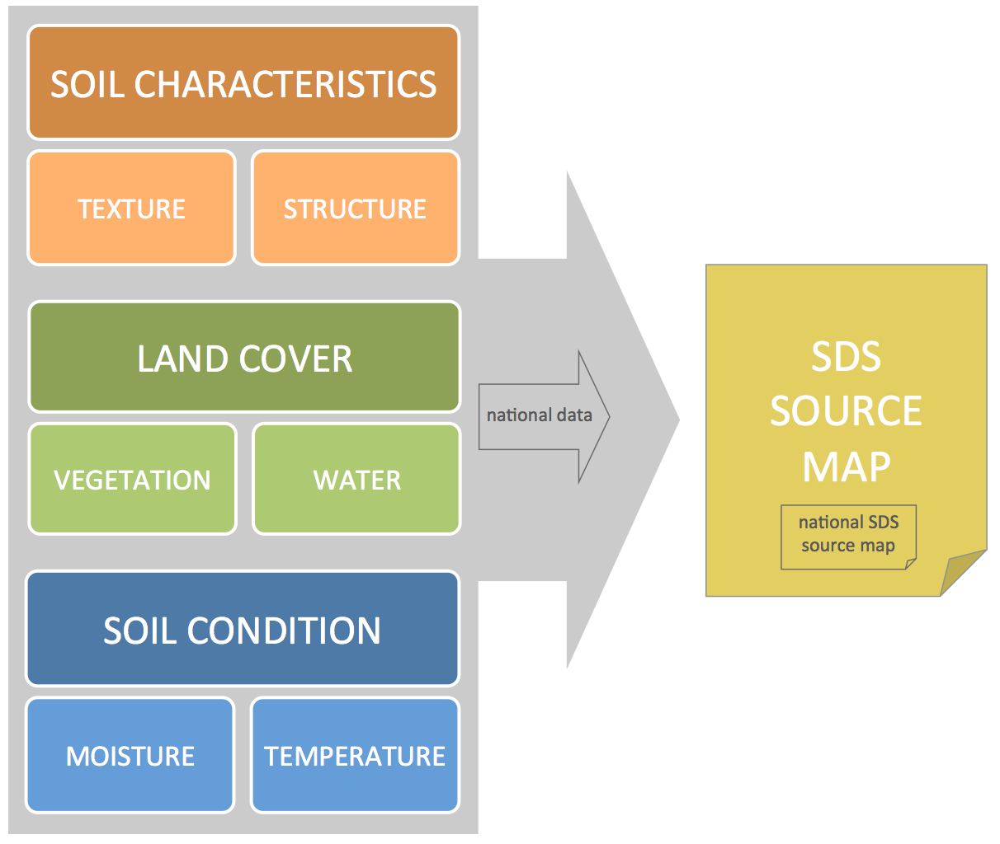 SOIL CHARACTERISTICS
TEXTURE
STRUCTURE
LAND COVER
VEGETATION
WATER
SOIL CONDITION
MOISTURE
TEMPERATURE
national data
SDS
SOURCE
MAP
national SDS
source map